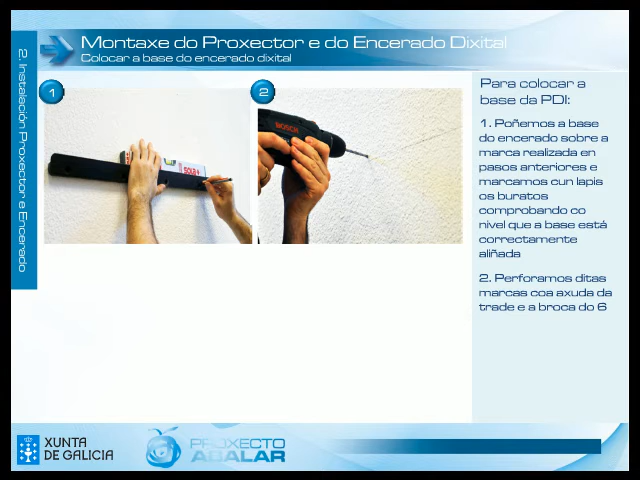 Montaxe do Proxector e do Encerado Dixital
Colocar a base do encerado dixital
2. Instalación Proxector e Encerado
1
2
BOSCH
Para colocar a
base da PDI:
1. Poñemos a base
do encerado sobre a
marca realizada en
pasos anteriores e
marcamos cun lapis
os buratos
comprobando co
nivel que a base está
correctamente
aliñada
2. Perforamos ditas
marcas coa axuda da
trade e a broca do 6
XUNTA
DE GALICIA
PROXECTO
ABALAR